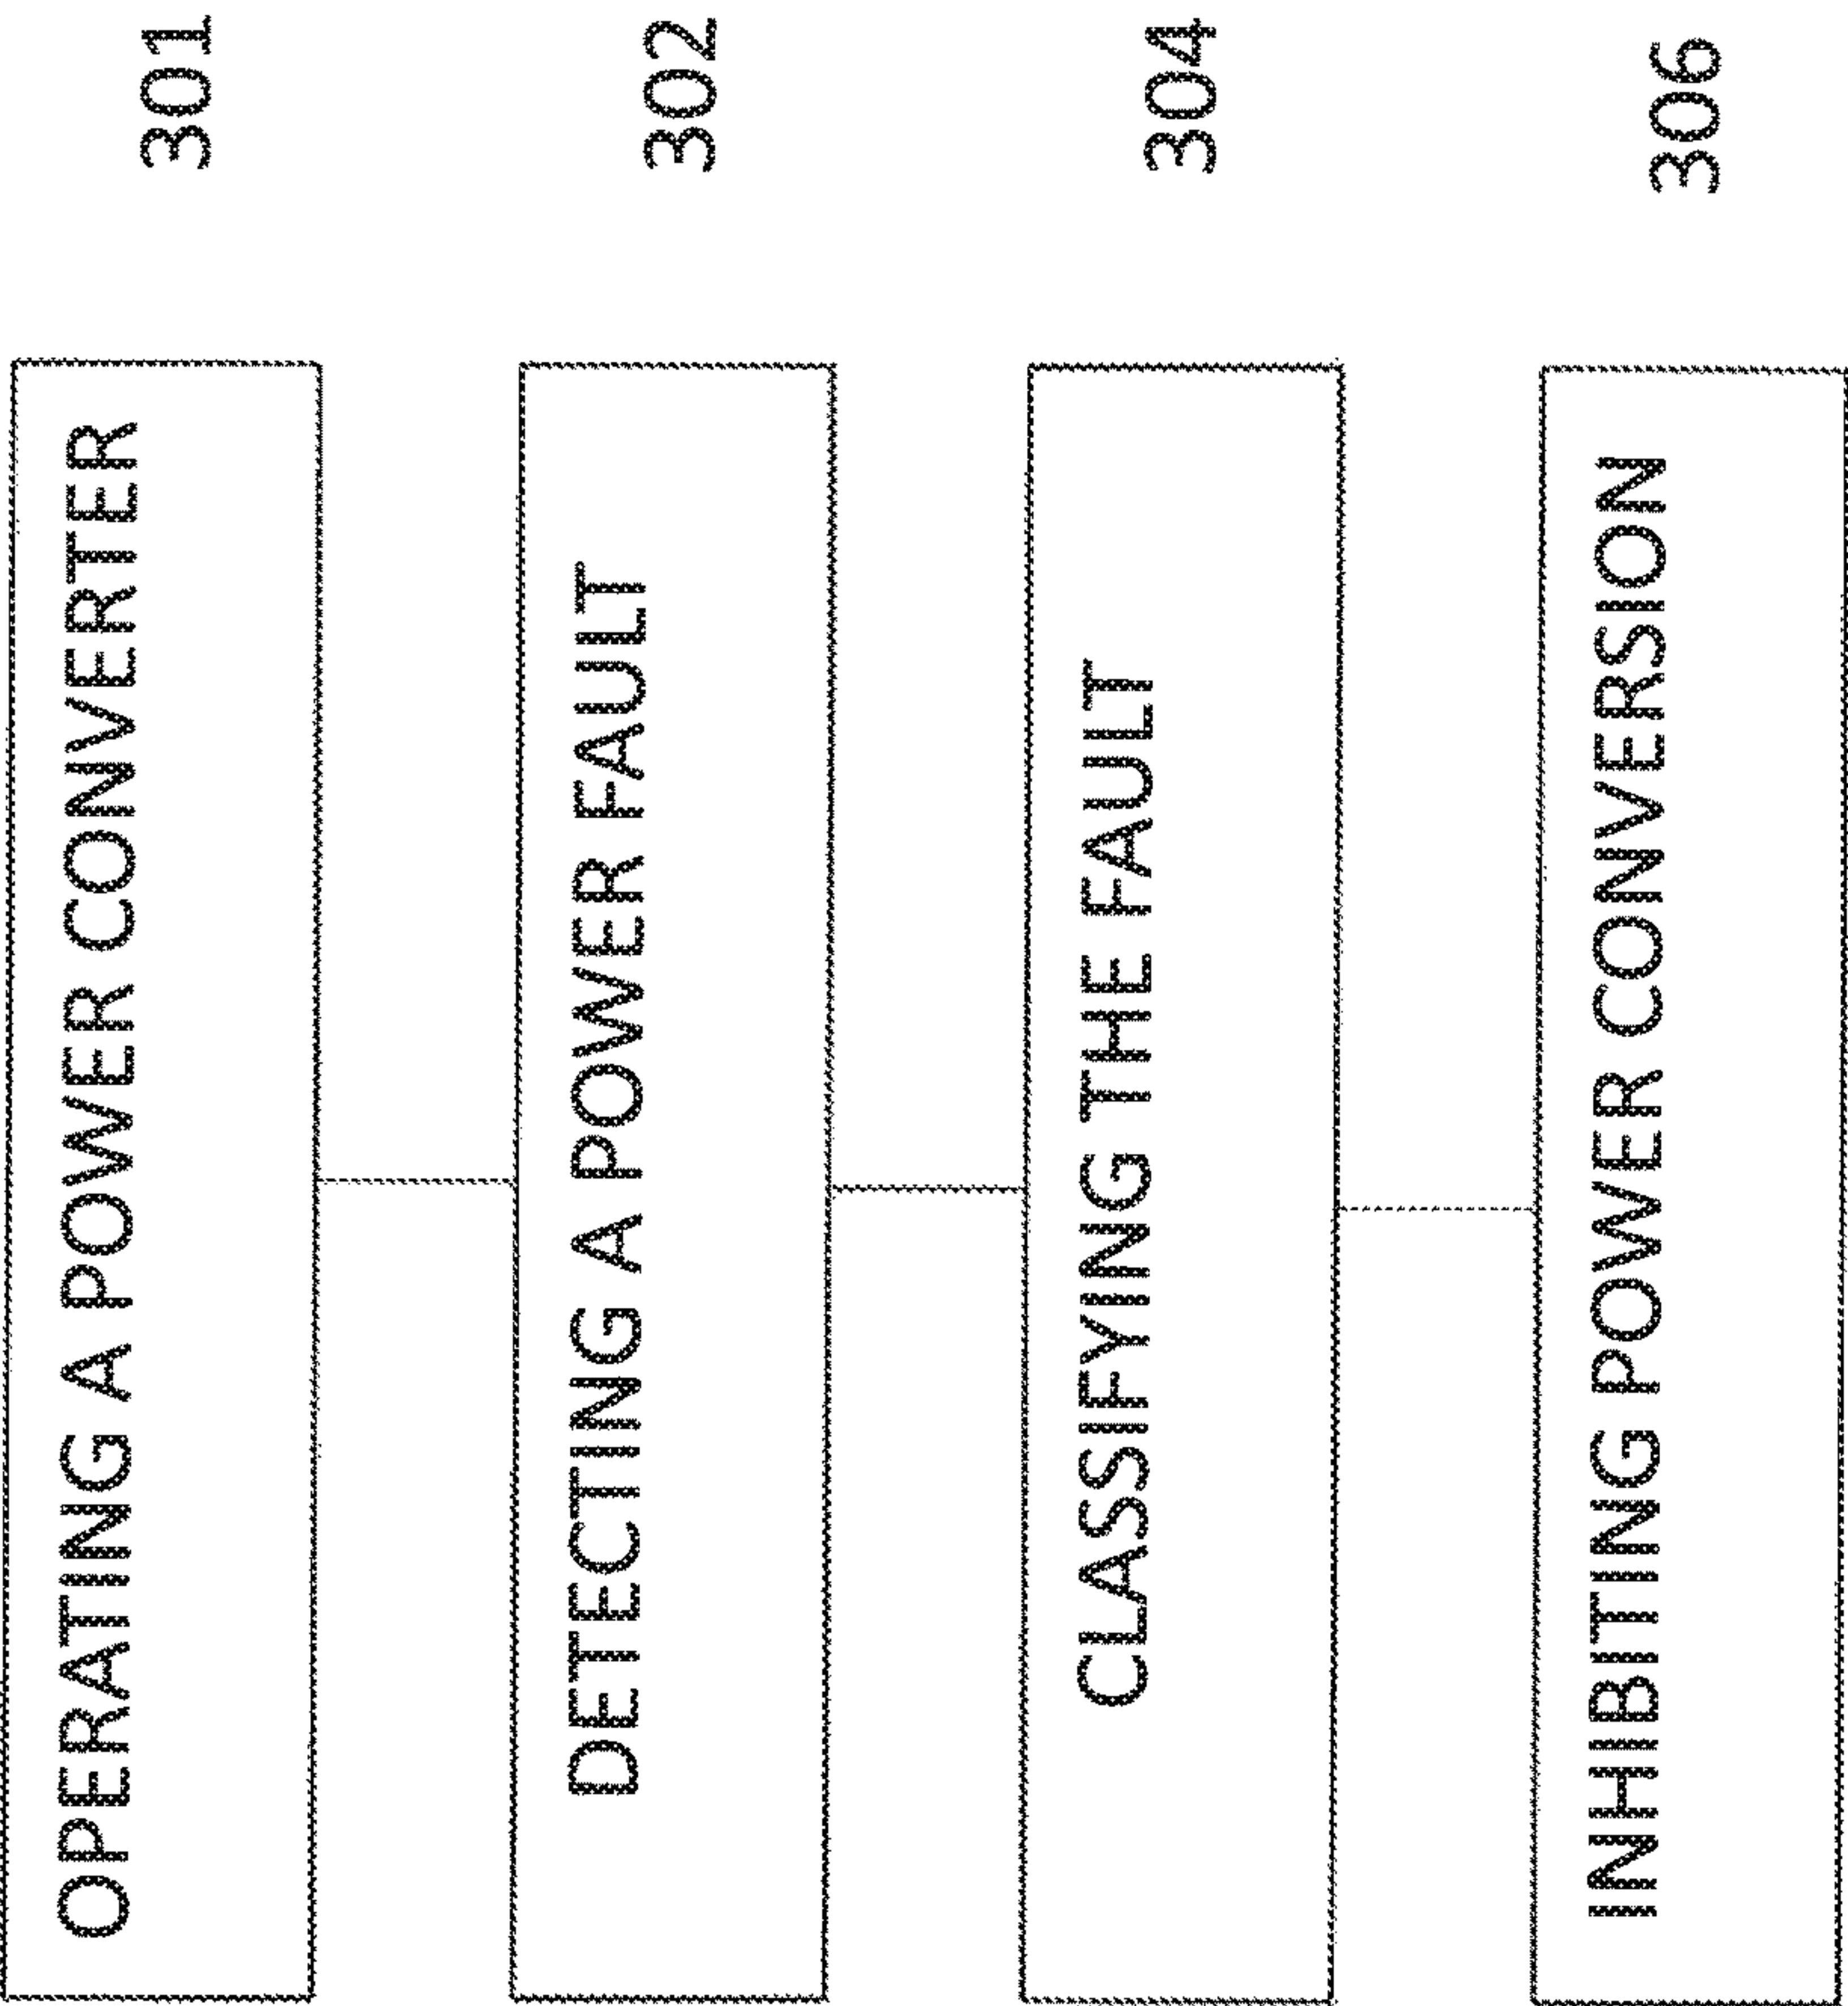 OPERATING A POWER CONVERTER 301
DETECTING A POWER FAULT 302
CLASSIFYING THE FAULT 304
INHIBITING POWER CONVERSION 306